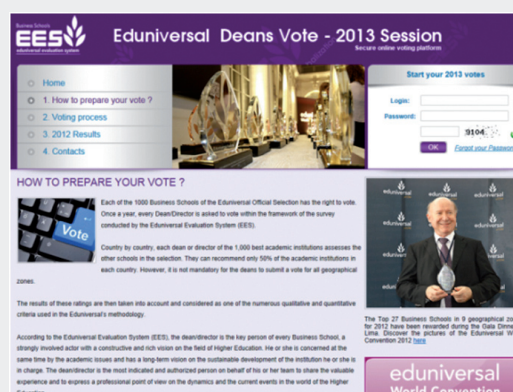 Business Schools
EES
eduniversal evaluation system
Eduniversal Deans Vote - 2013 Session
Secure online voting platform
Home
1. How to prepare your vote ?
2. Voting process
3. 2012 Results
4. Contacts
Start your 2013 votes
Login:
Password:
9104
OK Forgot your Passwor
HOW TO PREPARE YOUR VOTE ?
Vote
Each of the 1000 Business Schools of the Eduniversal Official Selection has the right to vote.
Once a year, every Dean/Director is asked to vote within the framework of the survey
conducted by the Eduniversal Evaluation System (EES).
Country by country, each dean or director of the 1,000 best academic institutions assesses the
other schools in the selection. They can recommend only 50% of the academic institutions in
each country. However, it is not mandatory for the deans to submit a vote for all geographical
zones.
The results of these ratings are then taken into account and considered as one of the numerous qualitative and quantitative
criteria used in the Eduniversal's methodology.
According to the Eduniversal Evaluation System (EES), the dean/director is the key person of every Business School, a
strongly involved actor with a constructive and rich vision on the field of Higher Education. He or she is concerned at the
same time by the academic issues and has a long-term vision on the sustainable development of the institution he or she is
in charge. The dean/director is the most indicated and authorized person on behalf of his or her team to share the valuable
experience and to express a professional point of view on the dynamics and the current events in the world of the Higher
eduniversal eduniversal
The Top 27 Business Schools in 9 geographical zo
for 2012 have been rewarded during the Gala Dinne
Lima. Discover the pictures of the Eduniversal W
Convention 2012 here
eduniversal
World Convention